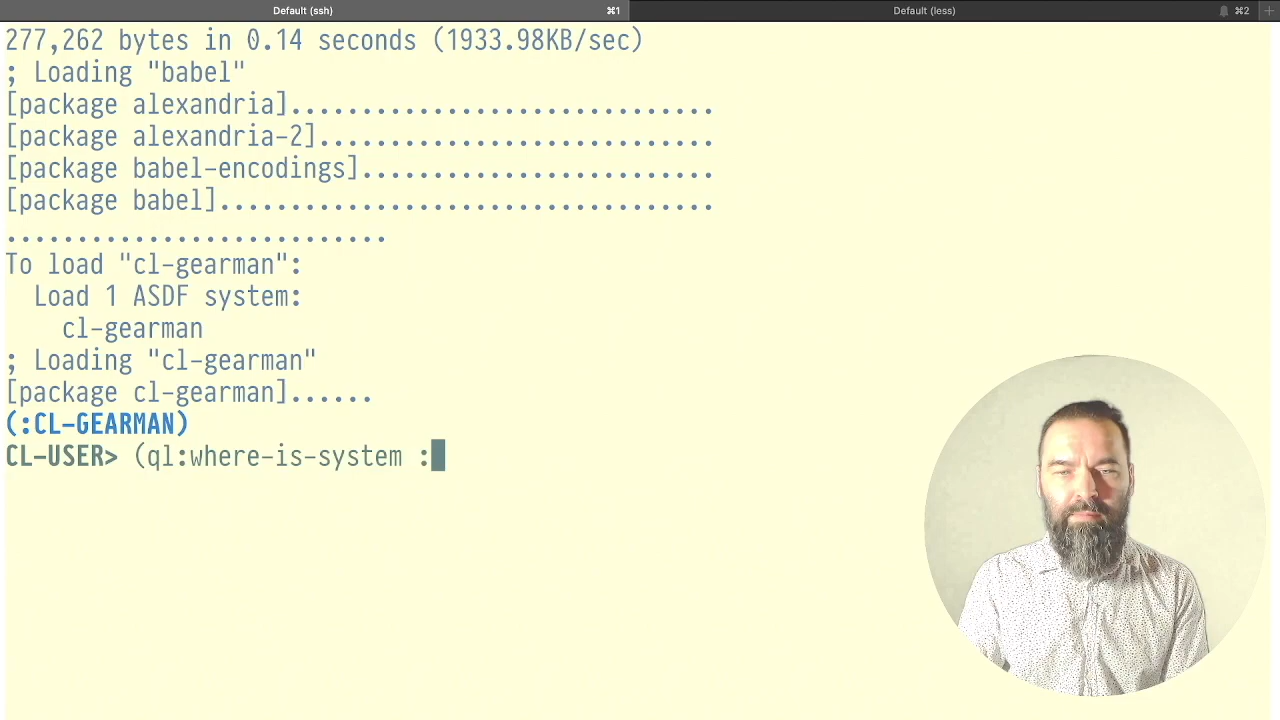 Default (ssh)
⌘1
Default (less)
⌘2
277,262 bytes in 0.14 seconds (1933.98KB/sec)
; Loading "babel"
[package alexandria]..............................
[package alexandria-2]............................
[package babel-encodings].........................
[package babel]...................................
...........................
To load "cl-gearman":
  Load 1 ASDF system:
    cl-gearman
; Loading "cl-gearman"
[package cl-gearman]......
(:CL-GEARMAN)
CL-USER> (ql:where-is-system :